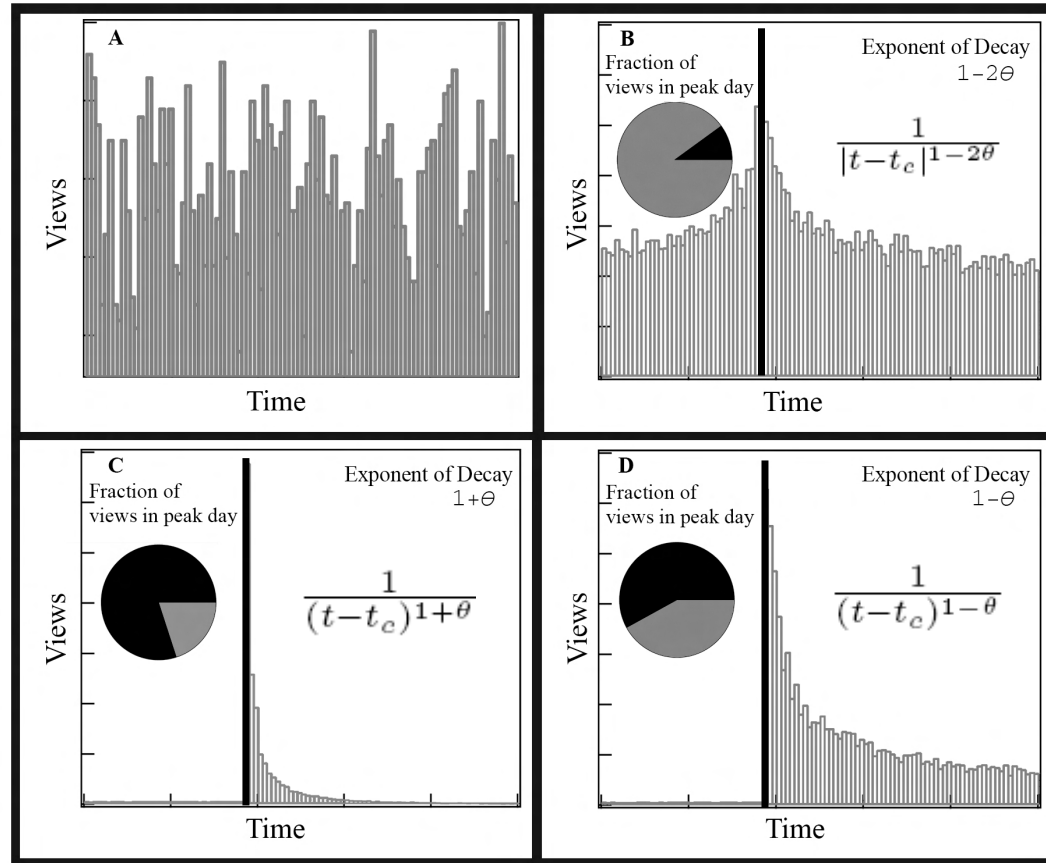 A
Views
Time
B
Exponent of Decay
1-2θ
Fraction of
views in peak day
1
|t-t_c|^{1-2θ}
Time
C
Exponent of Decay
1+θ
Fraction of
views in peak day
1
(t-t_c)^{1+θ}
Views
Time
D
Exponent of Decay
1-θ
Fraction of
views in peak day
1
(t-t_c)^{1-θ}
Views
Time
Views